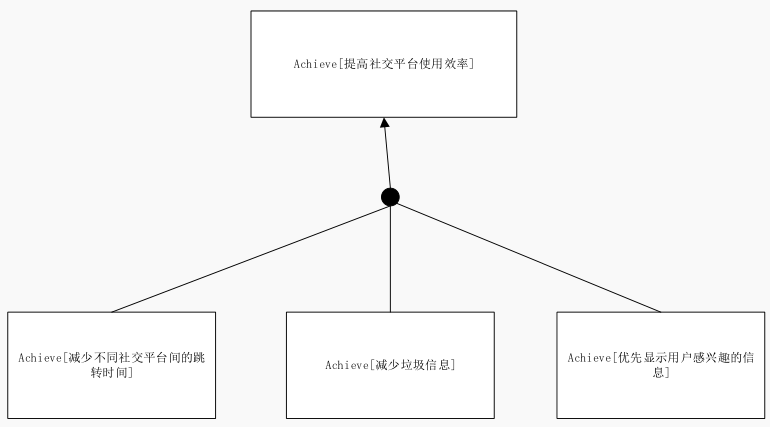 Achieve[提高社交平台使用效率]
Achieve[减少不同社交平台间的跳
转时间]
Achieve[减少垃圾信息]
Achieve[优先显示用户感兴趣的信
息]